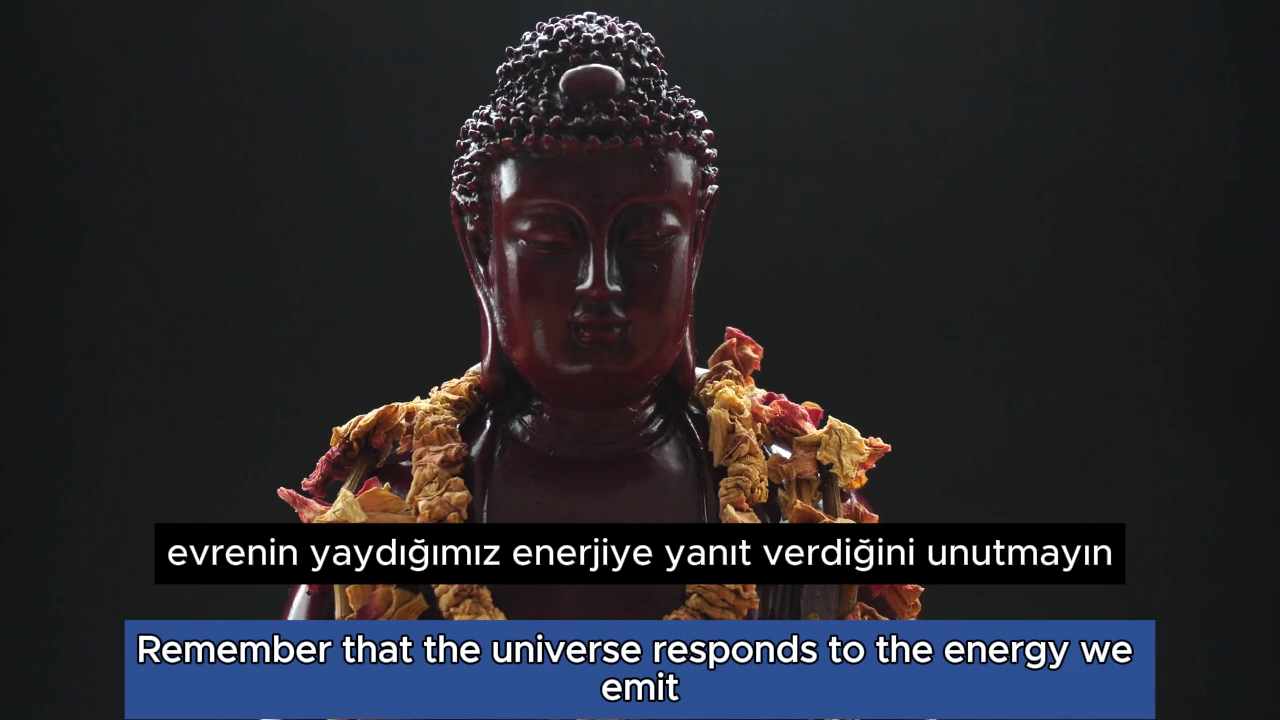 evrenin yaydığımız enerjiye yanıt verdiğini unutmayın
Remember that the universe responds to the energy we
emit